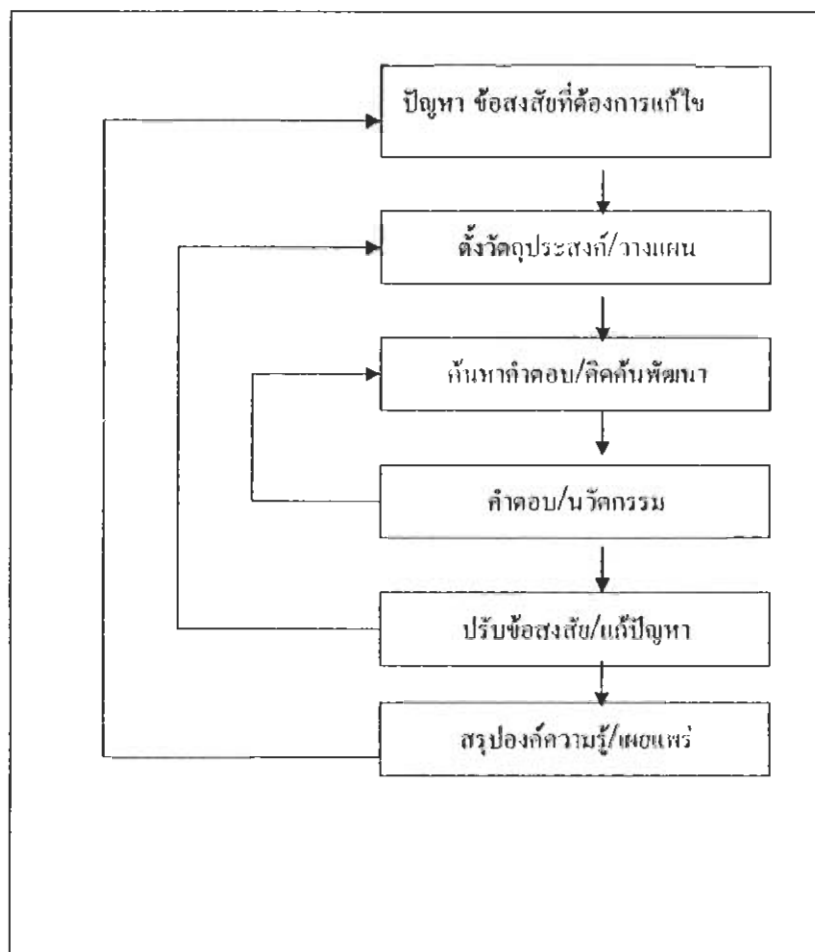 ปัญหา ข้อสงสัยที่ต้องการแก้ไข
ตั้งวัตถุประสงค์/วางแผน
ค้นหาคำตอบ/คิดค้นพัฒนา
คำตอบ/นวัตกรรม
ปรับข้อสงสัย/แก้ปัญหา
สรุปองค์ความรู้/เผยแพร่